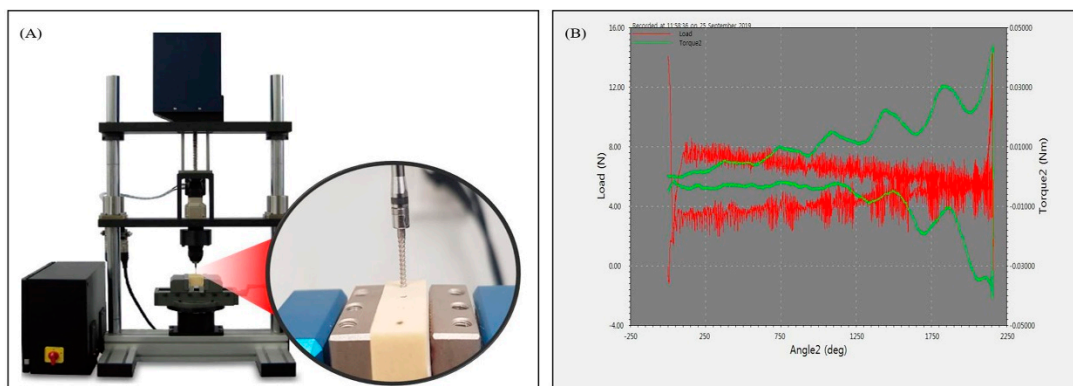 (A)
(B)
Recorded at 11:58:36 on 25 September 2019
Load
Torque2
16.00
12.00
8.00
4.00
0.00
-4.00
Load (N)
0.05000
0.03000
0.01000
-0.01000
-0.03000
-0.05000
Torque2 (Nm)
-250
250
750
1250
1750
2250
Angle2 (deg)